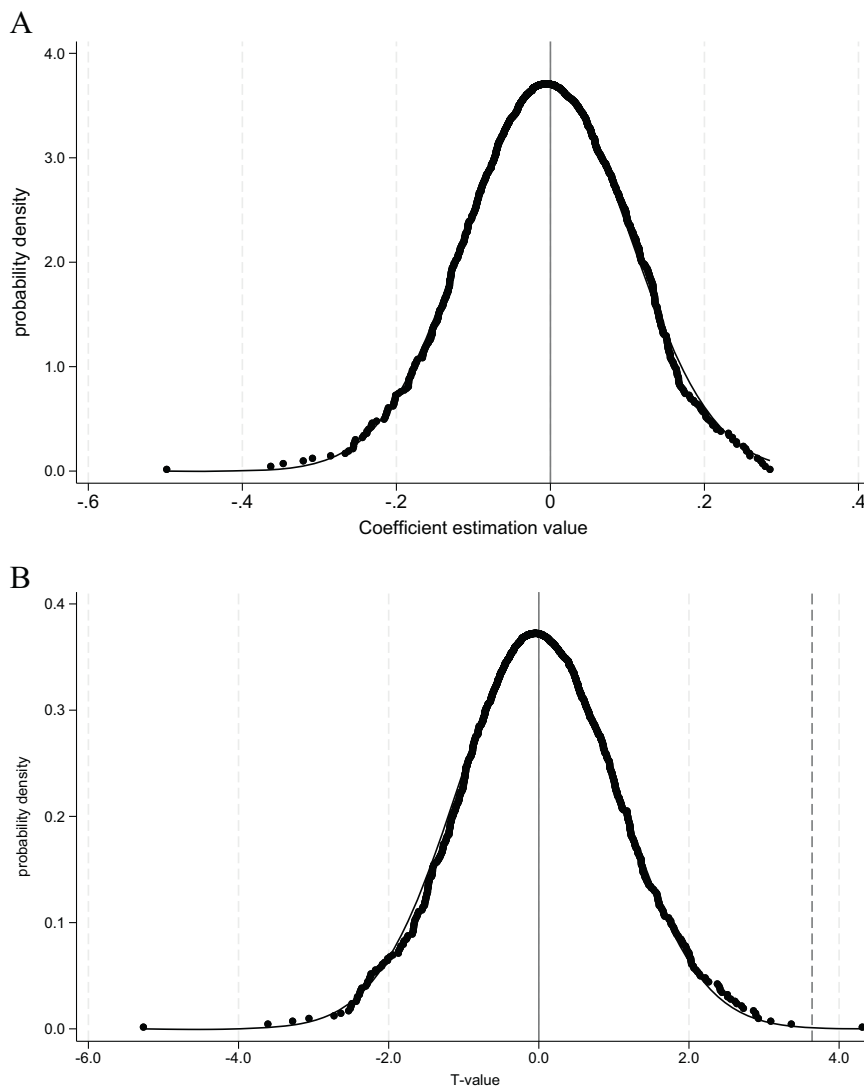 A
4.0
3.0
2.0
1.0
0.0
probability density
-.6 -.4 -.2 0 .2 .4
Coefficient estimation value
B
0.4
0.3
0.2
0.1
0.0
probability density
-6.0 -4.0 -2.0 0.0 2.0 4.0
T-value